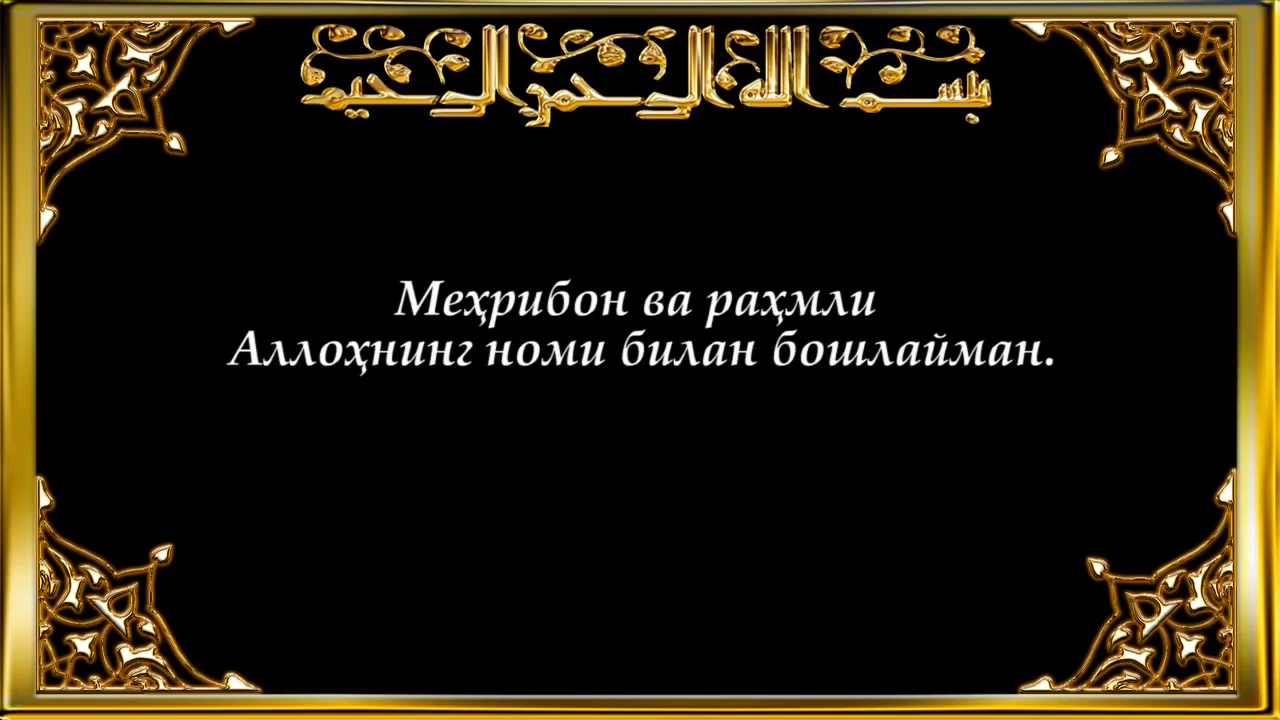 بسم الله الرحمن الرحيم
Меҳрибон ва раҳмли
Аллоҳнинг номи билан бошлайман.